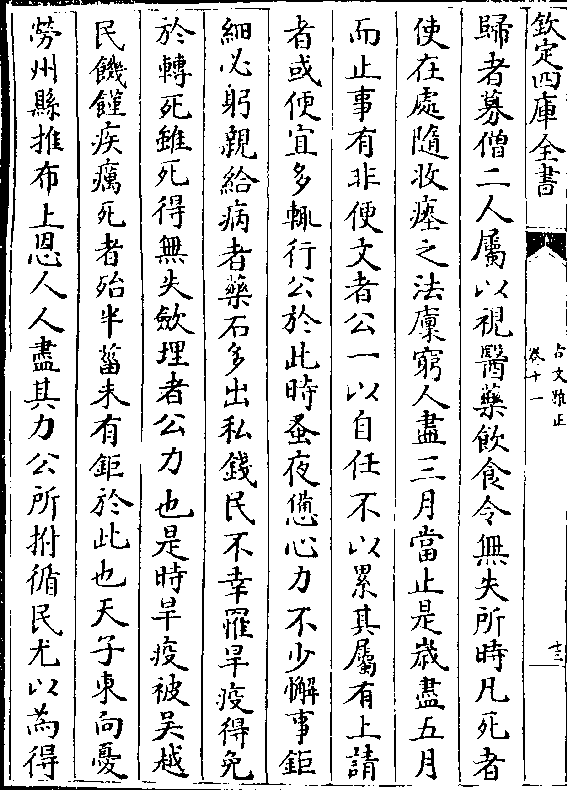 欽定四庫全書
古文雅正
卷十一
十三
歸者募僧二人屬以視醫藥飲食令無失所時凡死者
使在處隨收瘞之法廩窮人盡三月當止是歲盡五月
而止事有非便文者公一以自任不以累其屬有上請
者或便宜多輒行公於此時蚤夜憊心力不少懈事鉅
細必躬親給病者藥石多出私錢民不幸罹旱疫得免
於轉死雖死得無失斂埋者公力也是時旱疫被吳越
民饑饉疾癘死者殆半菑未有鉅於此也天子東向憂
勞州縣推布上恩人人盡其力公所拊循民尤以為得